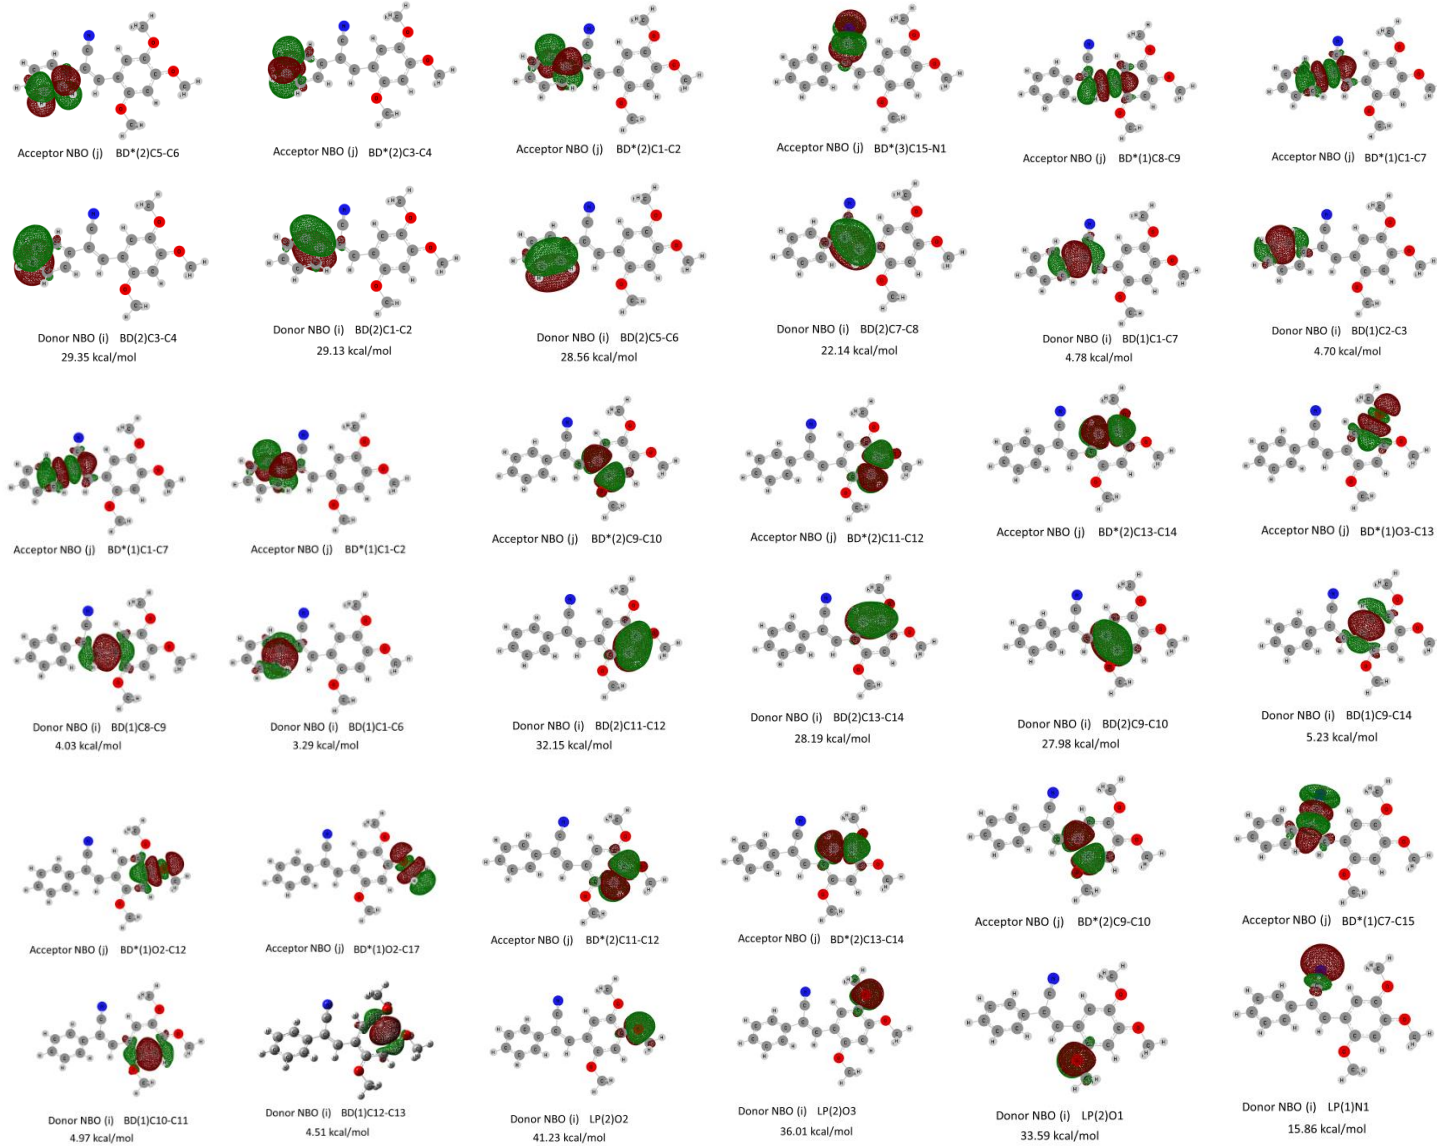 Acceptor NBO (j) BD*(2)C5-C6
Acceptor NBO (j) BD*(2)C3-C4
Acceptor NBO (j) BD*(2)C1-C2
Acceptor NBO (j) BD*(3)C15-N1
Acceptor NBO (j) BD*(1)C8-C9
Acceptor NBO (j) BD*(1)C1-C7
Donor NBO (i) BD(2)C3-C4
29.35 kcal/mol
Donor NBO (i) BD(2)C1-C2
29.13 kcal/mol
Donor NBO (i) BD(2)C5-C6
28.56 kcal/mol
Donor NBO (i) BD(2)C7-C8
22.14 kcal/mol
Donor NBO (i) BD(1)C1-C7
4.78 kcal/mol
Donor NBO (i) BD(1)C2-C3
4.70 kcal/mol
Acceptor NBO (j) BD*(1)C1-C7
Acceptor NBO (j) BD*(1)C1-C2
Acceptor NBO (j) BD*(2)C9-C10
Acceptor NBO (j) BD*(2)C11-C12
Acceptor NBO (j) BD*(2)C13-C14
Acceptor NBO (j) BD*(1)O3-C13
Donor NBO (i) BD(1)C8-C9
4.03 kcal/mol
Donor NBO (i) BD(1)C1-C6
3.29 kcal/mol
Donor NBO (i) BD(2)C11-C12
32.15 kcal/mol
Donor NBO (i) BD(2)C13-C14
28.19 kcal/mol
Donor NBO (i) BD(2)C9-C10
27.98 kcal/mol
Donor NBO (i) BD(1)C9-C14
5.23 kcal/mol
Acceptor NBO (j) BD*(1)O2-C12
Acceptor NBO (j) BD*(1)O2-C17
Acceptor NBO (j) BD*(2)C11-C12
Acceptor NBO (j) BD*(2)C13-C14
Acceptor NBO (j) BD*(2)C9-C10
Acceptor NBO (j) BD*(1)C7-C15
Donor NBO (i) BD(1)C10-C11
4.97 kcal/mol
Donor NBO (i) BD(1)C12-C13
4.51 kcal/mol
Donor NBO (i) LP(2)O2
41.23 kcal/mol
Donor NBO (i) LP(2)O3
36.01 kcal/mol
Donor NBO (i) LP(2)O1
33.59 kcal/mol
Donor NBO (i) LP(1)N1
15.86 kcal/mol